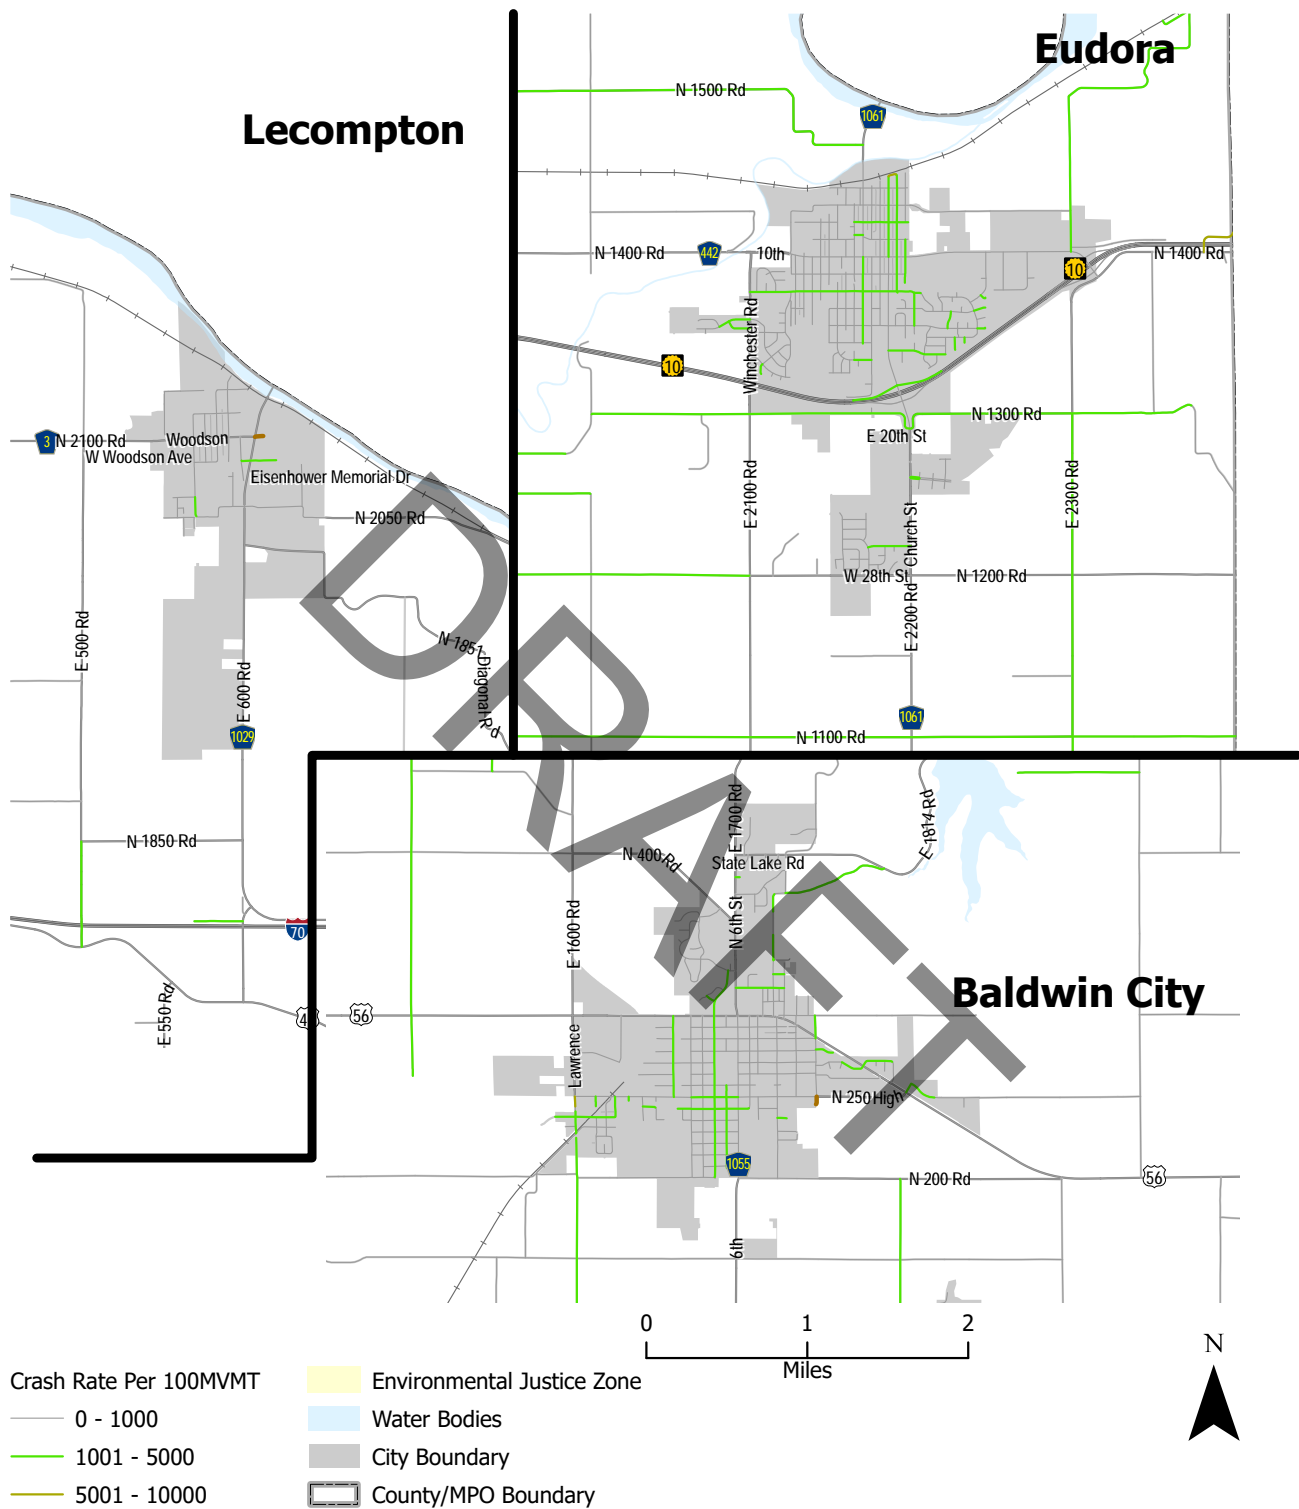 Eudora
N 1500 Rd
1061
Lecompton
N 1400 Rd
442
10th
N 1400 Rd
10
Winchester Rd
10
N 1300 Rd
E 20th St
3
N 2100 Rd
Woodson
W Woodson Ave
Eisenhower Memorial Dr
N 2050 Rd
E 2100 Rd
Church St
E 2300 Rd
W 28th St
N 1200 Rd
E 2200 Rd
E 500 Rd
N 1851 Diagonal Rd
E 600 Rd
1029
1061
N 1100 Rd
DRAFT
E 1700 Rd
E 1814 Rd
N 1850 Rd
N 400 Rd
State Lake Rd
E 1600 Rd
N 6th St
70
Baldwin City
E 550 Rd
4
56
Lawrence
N 250
High
1055
N 200 Rd
56
6th
0 1 2
Miles
N
Crash Rate Per 100MVMT
0 - 1000
1001 - 5000
5001 - 10000
Environmental Justice Zone
Water Bodies
City Boundary
County/MPO Boundary